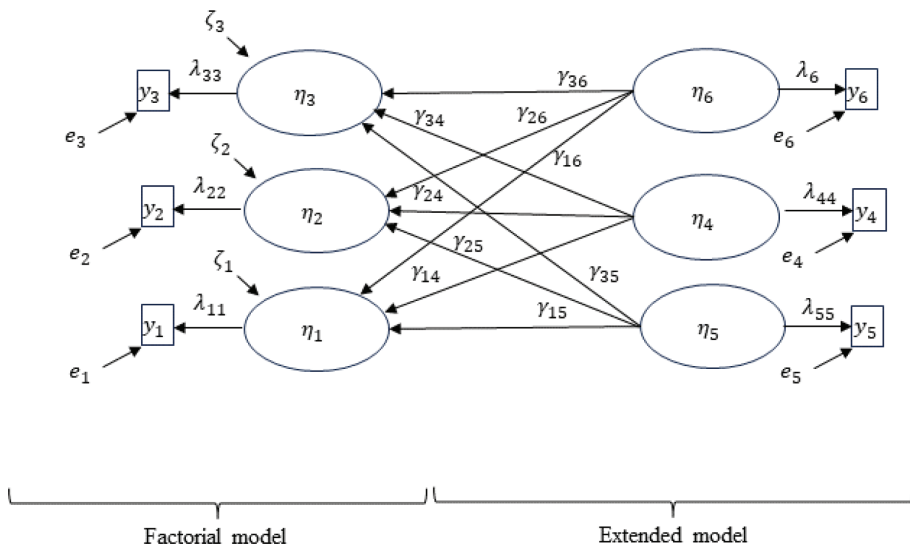 ζ₃
y₃ λ₃₃ η₃ γ₃₆ η₆ λ₆ y₆
e₃ γ₃₄ γ₂₆ e₆
ζ₂ γ₁₆
y₂ λ₂₂ η₂ γ₂₄ η₄ λ₄₄ y₄
e₂ γ₂₅ e₄
ζ₁ γ₁₄ γ₃₅
y₁ λ₁₁ η₁ γ₁₅ η₅ λ₅₅ y₅
e₁ e₅
Factorial model Extended model